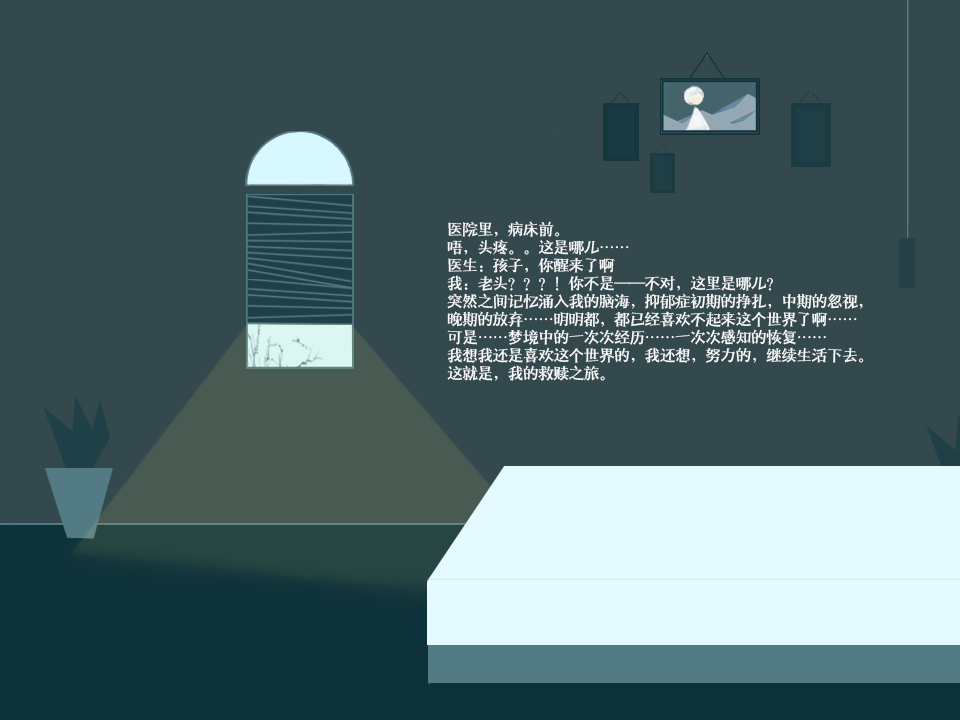 医院里，病床前。
唔，头疼。。这是哪儿……
医生：孩子，你醒来了啊
我：老头？？？！你不是——不对，这里是哪儿？
突然之间记忆涌入我的脑海，抑郁症初期的挣扎，中期的忽视，
晚期的放弃……明明都，都已经喜欢不起来这个世界了啊……
可是……梦境中的一次次经历……一次次感知的恢复……
我想我还是喜欢这个世界的，我还想，努力的，继续生活下去。
这就是，我的救赎之旅。